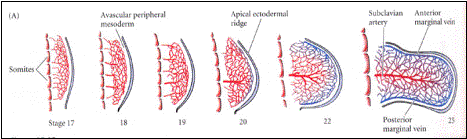 (A)
Avascular peripheral
mesoderm
Apical ectodermal
ridge
Subclavian
artery
Anterior
marginal vein
Somites
Posterior
marginal vein
Stage 17
18
19
20
22
25